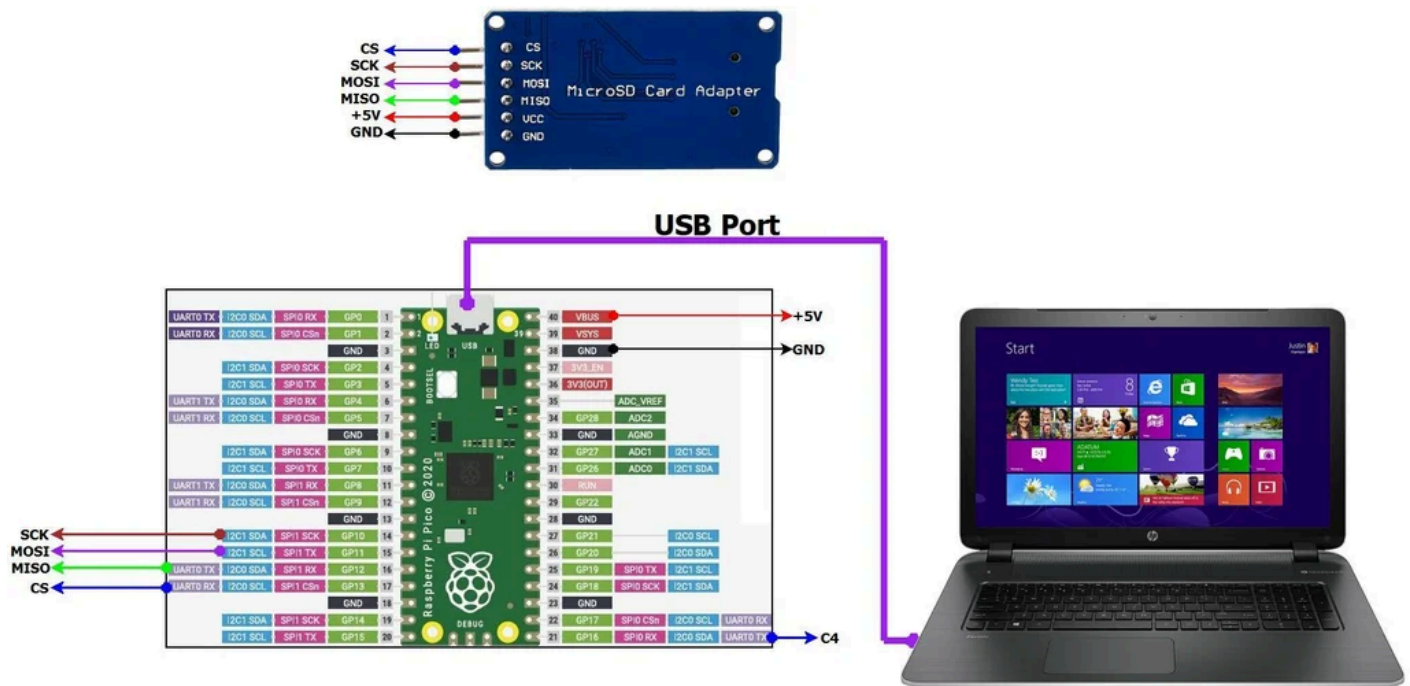 CS
SCK
MOSI
MISO
+5V
GND
CS
SCK
MOSI
MISO
VCC
GND
MicroSD Card Adapter
USB Port
UART0 TX I2C0 SDA SPI0 RX GP0 1
UART0 RX I2C0 SCL SPI0 CSn GP1 2
GND 3
I2C1 SDA SPI0 SCK GP2 4
I2C1 SCL SPI0 TX GP3 5
UART1 TX I2C0 SDA SPI0 RX GP4 6
UART1 RX I2C0 SCL SPI0 CSn GP5 7
GND 8
I2C1 SDA SPI0 SCK GP6 9
I2C1 SCL SPI0 TX GP7 10
UART1 TX I2C0 SDA SPI1 RX GP8 11
UART1 RX I2C0 SCL SPI1 CSn GP9 12
GND 13
SCK I2C1 SDA SPI1 SCK GP10 14
MOSI I2C1 SCL SPI1 TX GP11 15
MISO UART0 TX I2C0 SDA SPI1 RX GP12 16
CS UART0 RX I2C0 SCL SPI1 CSn GP13 17
GND 18
I2C1 SDA SPI1 SCK GP14 19
I2C1 SCL SPI1 TX GP15 20
1
2
LED
USB
39
BOOTSEL
Raspberry Pi Pico © 2020
DEBUG
40 VBUS +5V
39 VSYS
38 GND GND
37 3V3_EN
36 3V3(OUT)
35 ADC_VREF
34 GP28 ADC2
33 GND AGND
32 GP27 ADC1 I2C1 SCL
31 GP26 ADC0 I2C1 SDA
30 RUN
29 GP22
28 GND
27 GP21 I2C0 SCL
26 GP20 I2C0 SDA
25 GP19 SPI0 TX I2C1 SCL
24 GP18 SPI0 SCK I2C1 SDA
23 GND
22 GP17 SPI0 CSn I2C0 SCL UART0 RX
21 GP16 SPI0 RX I2C0 SDA UART0 TX C4
Start
Justin
8
hp